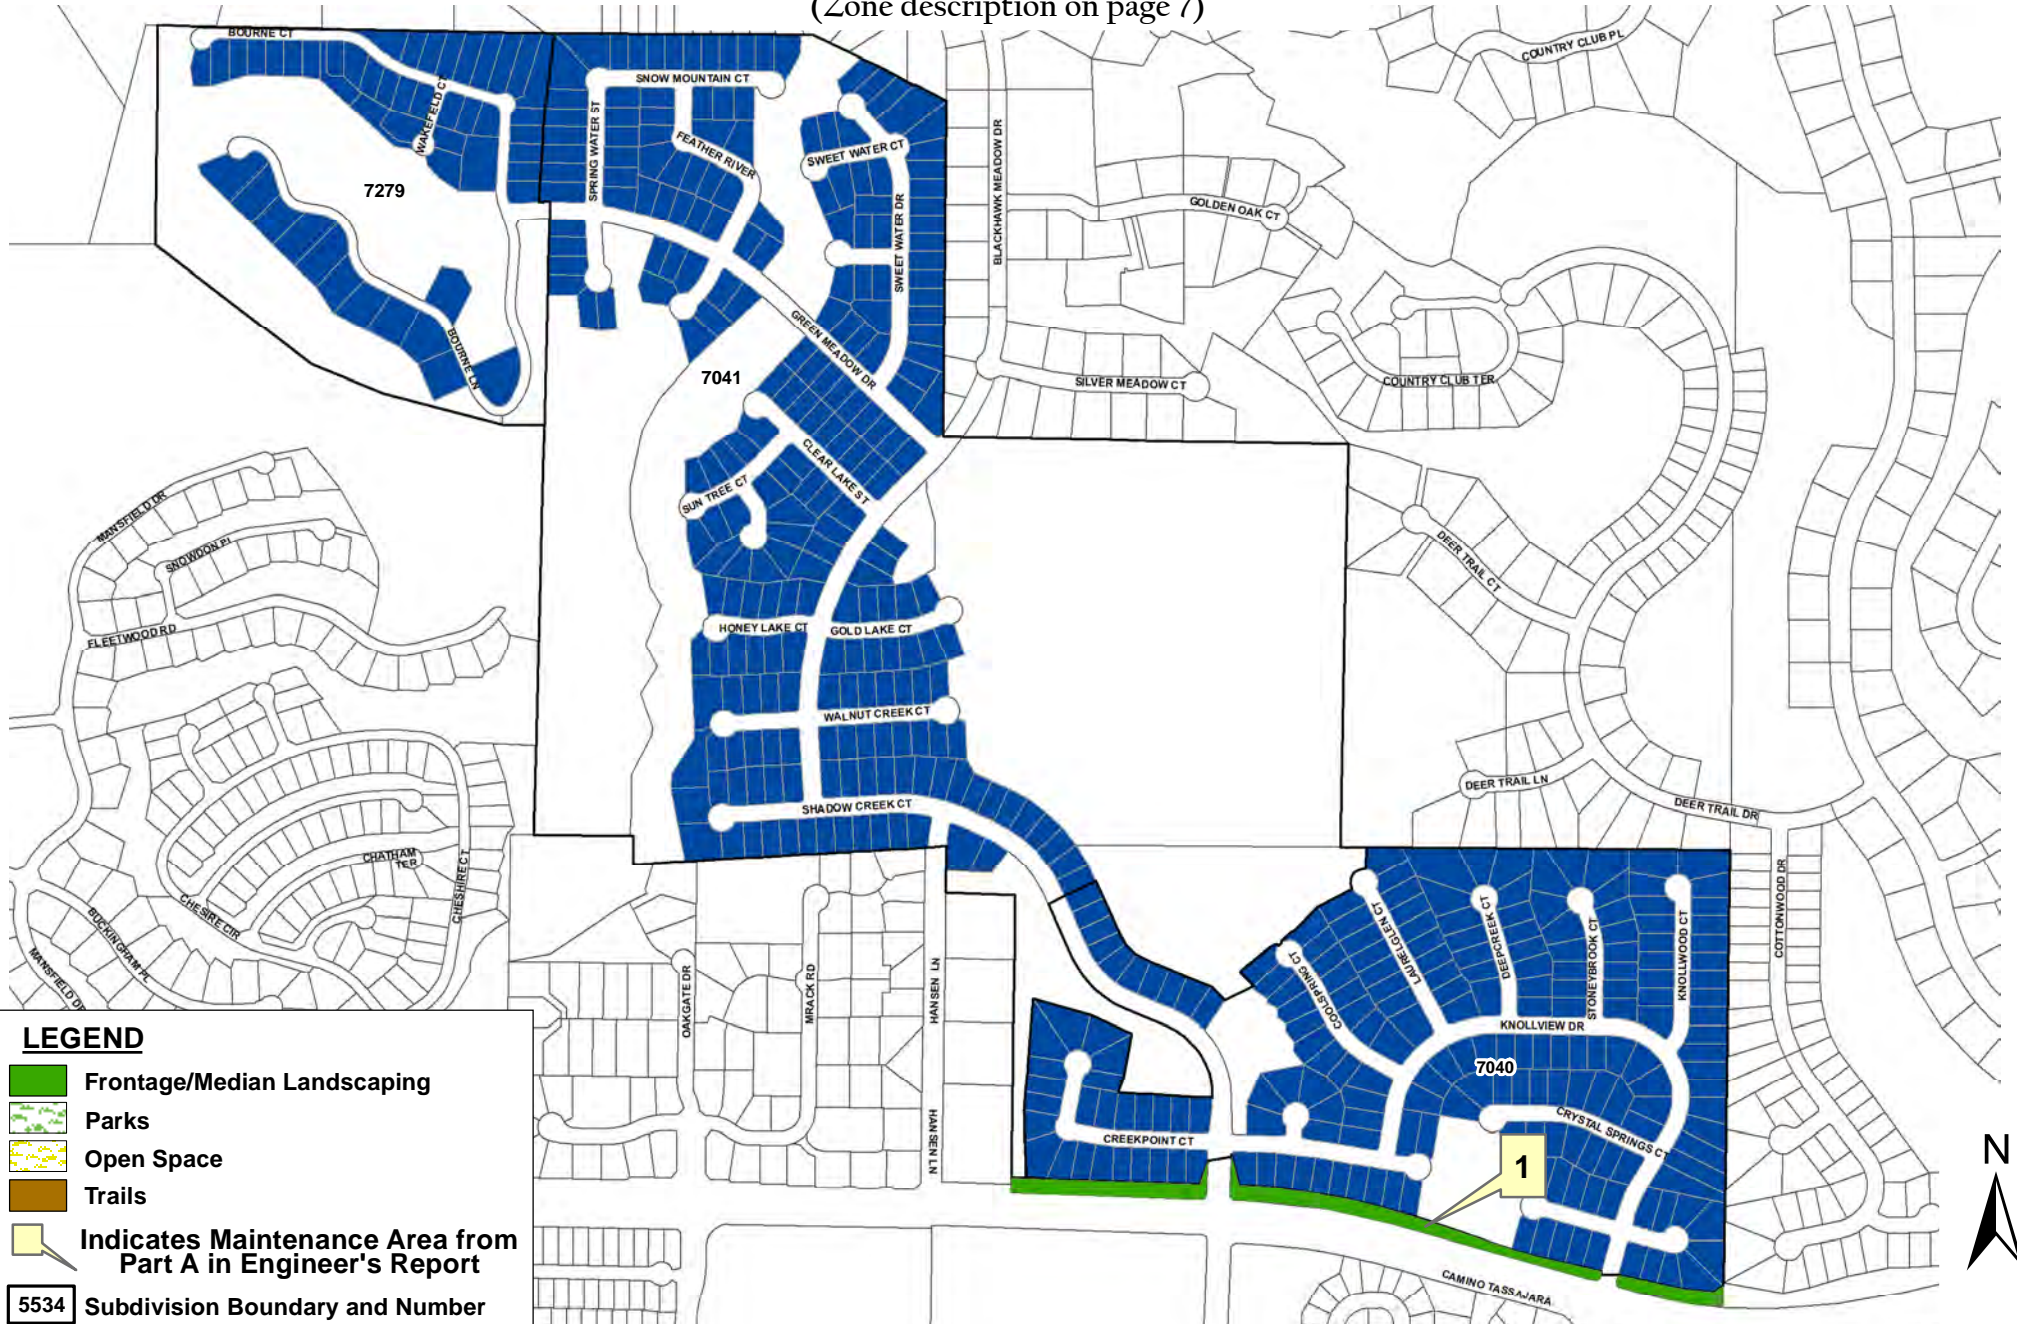 (Zone description on page 7)
BOURNE CT
SNOW MOUNTAIN CT
COUNTRY CLUB PL
WAKEFELD CT
SPRING WATER ST
FEATHER RIVER
SWEET WATER CT
BLACKHAWK MEADOW DR
7279
SWEET WATER DR
GOLDEN OAK CT
GREEN MEADOW DR
BOURNE LN
7041
SILVER MEADOW CT
COUNTRY CLUB TER
CLEAR LAKE ST
SUN TREE CT
MANSFIELD DR
SNOWDON PL
DEER TRAIL CT
FLEETWOOD RD
HONEY LAKE CT
GOLD LAKE CT
WALNUT CREEK CT
SHADOW CREEK CT
DEER TRAIL LN
DEER TRAIL DR
CHATHAM
TER
CHESHIRE CT
CHESIRE CIR
BUCKINGHAM PL
MANSFIELD DR
OAKGATE DR
MRACK RD
HANSEN LN
HANSEN LN
COTTONWOOD DR
LAURELGLEN CT
DEEPCREEK CT
STONEYBROOK CT
KNOLLWOOD CT
COOLSPRING CT
KNOLLVIEW DR
7040
CRYSTAL SPRINGS CT
CREEKPOINT CT
1
CAMINO TASSAJARA
N
LEGEND
Frontage/Median Landscaping
Parks
Open Space
Trails
Indicates Maintenance Area from
Part A in Engineer's Report
5534 Subdivision Boundary and Number